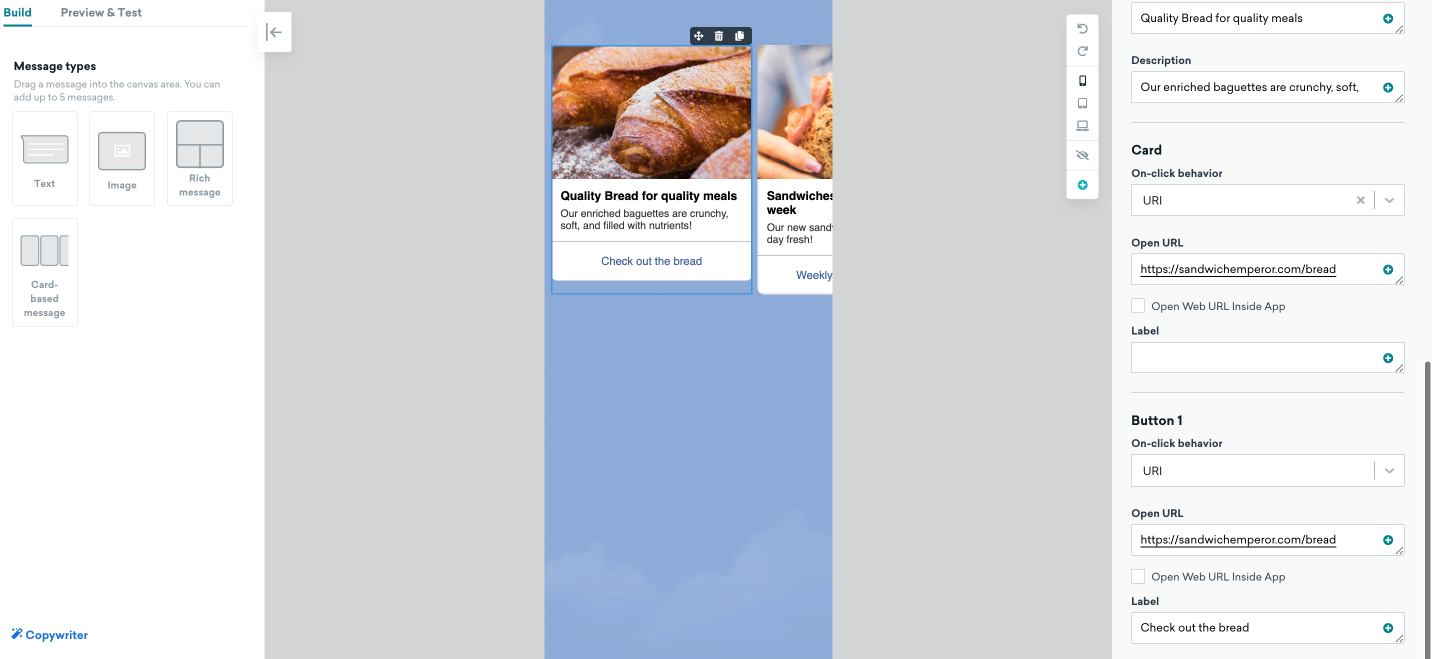 Build
Preview & Test
Message types
Drag a message into the canvas area. You can
add up to 5 messages.
Text
Image
Rich
message
Card-
based
message
Copywriter
Quality Bread for quality meals
Our enriched baguettes are crunchy,
soft, and filled with nutrients!
Check out the bread
Sandwiches
week
Our new sandw
day fresh!
Weekly
Quality Bread for quality meals
Description
Our enriched baguettes are crunchy, soft,
Card
On-click behavior
URI
Open URL
https://sandwichemperor.com/bread
Open Web URL Inside App
Label
Button 1
On-click behavior
URI
Open URL
https://sandwichemperor.com/bread
Open Web URL Inside App
Label
Check out the bread